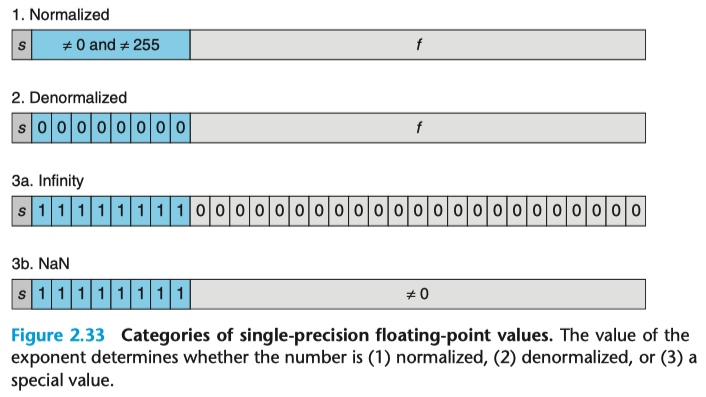 1. Normalized
s ≠ 0 and ≠ 255 f
2. Denormalized
s 0 0 0 0 0 0 0 0 f
3a. Infinity
s 1 1 1 1 1 1 1 1 0 0 0 0 0 0 0 0 0 0 0 0 0 0 0 0 0 0 0 0 0 0 0
3b. NaN
s 1 1 1 1 1 1 1 1 ≠ 0
Figure 2.33 Categories of single-precision floating-point values. The value of the
exponent determines whether the number is (1) normalized, (2) denormalized, or (3) a
special value.